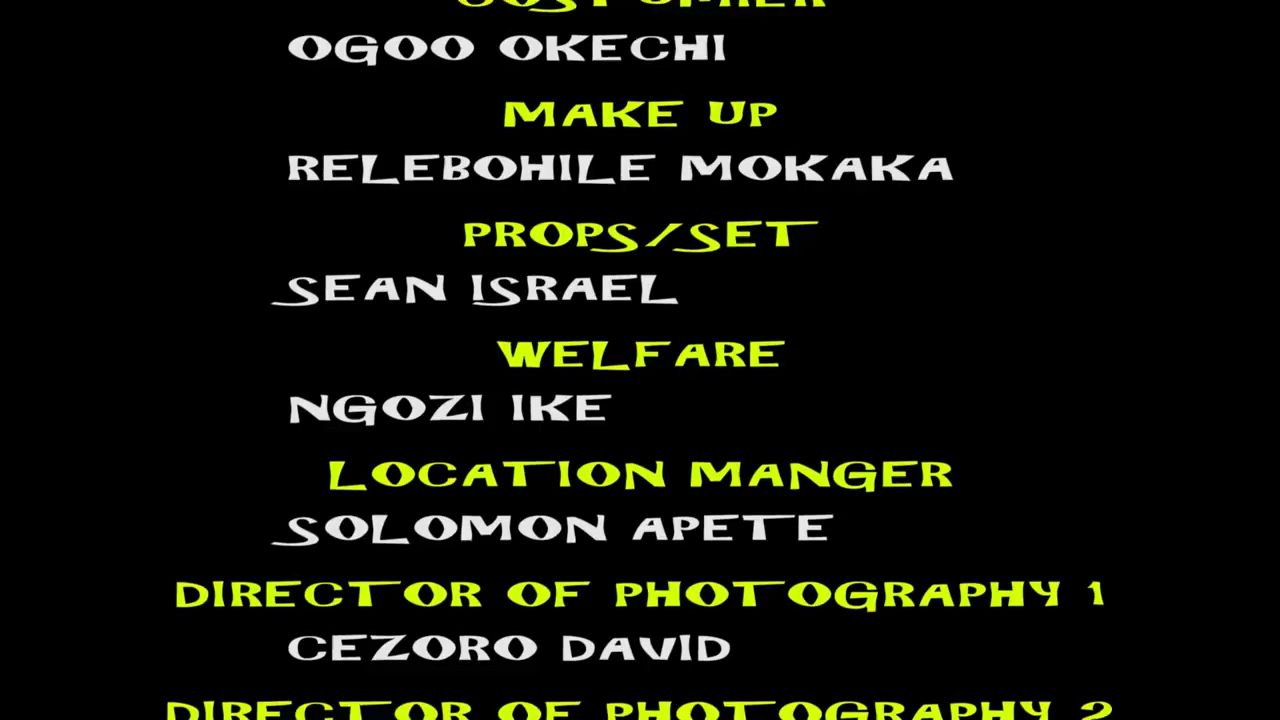 COSTUMIER
OGOO OKECHI
MAKE UP
RELEBOHILE MOKAKA
PROPS/SET
SEAN ISRAEL
WELFARE
NGOZI IKE
LOCATION MANGER
SOLOMON APETE
DIRECTOR OF PHOTOGRAPHY 1
CEZORO DAVID
DIRECTOR OF PHOTOGRAPHY 2